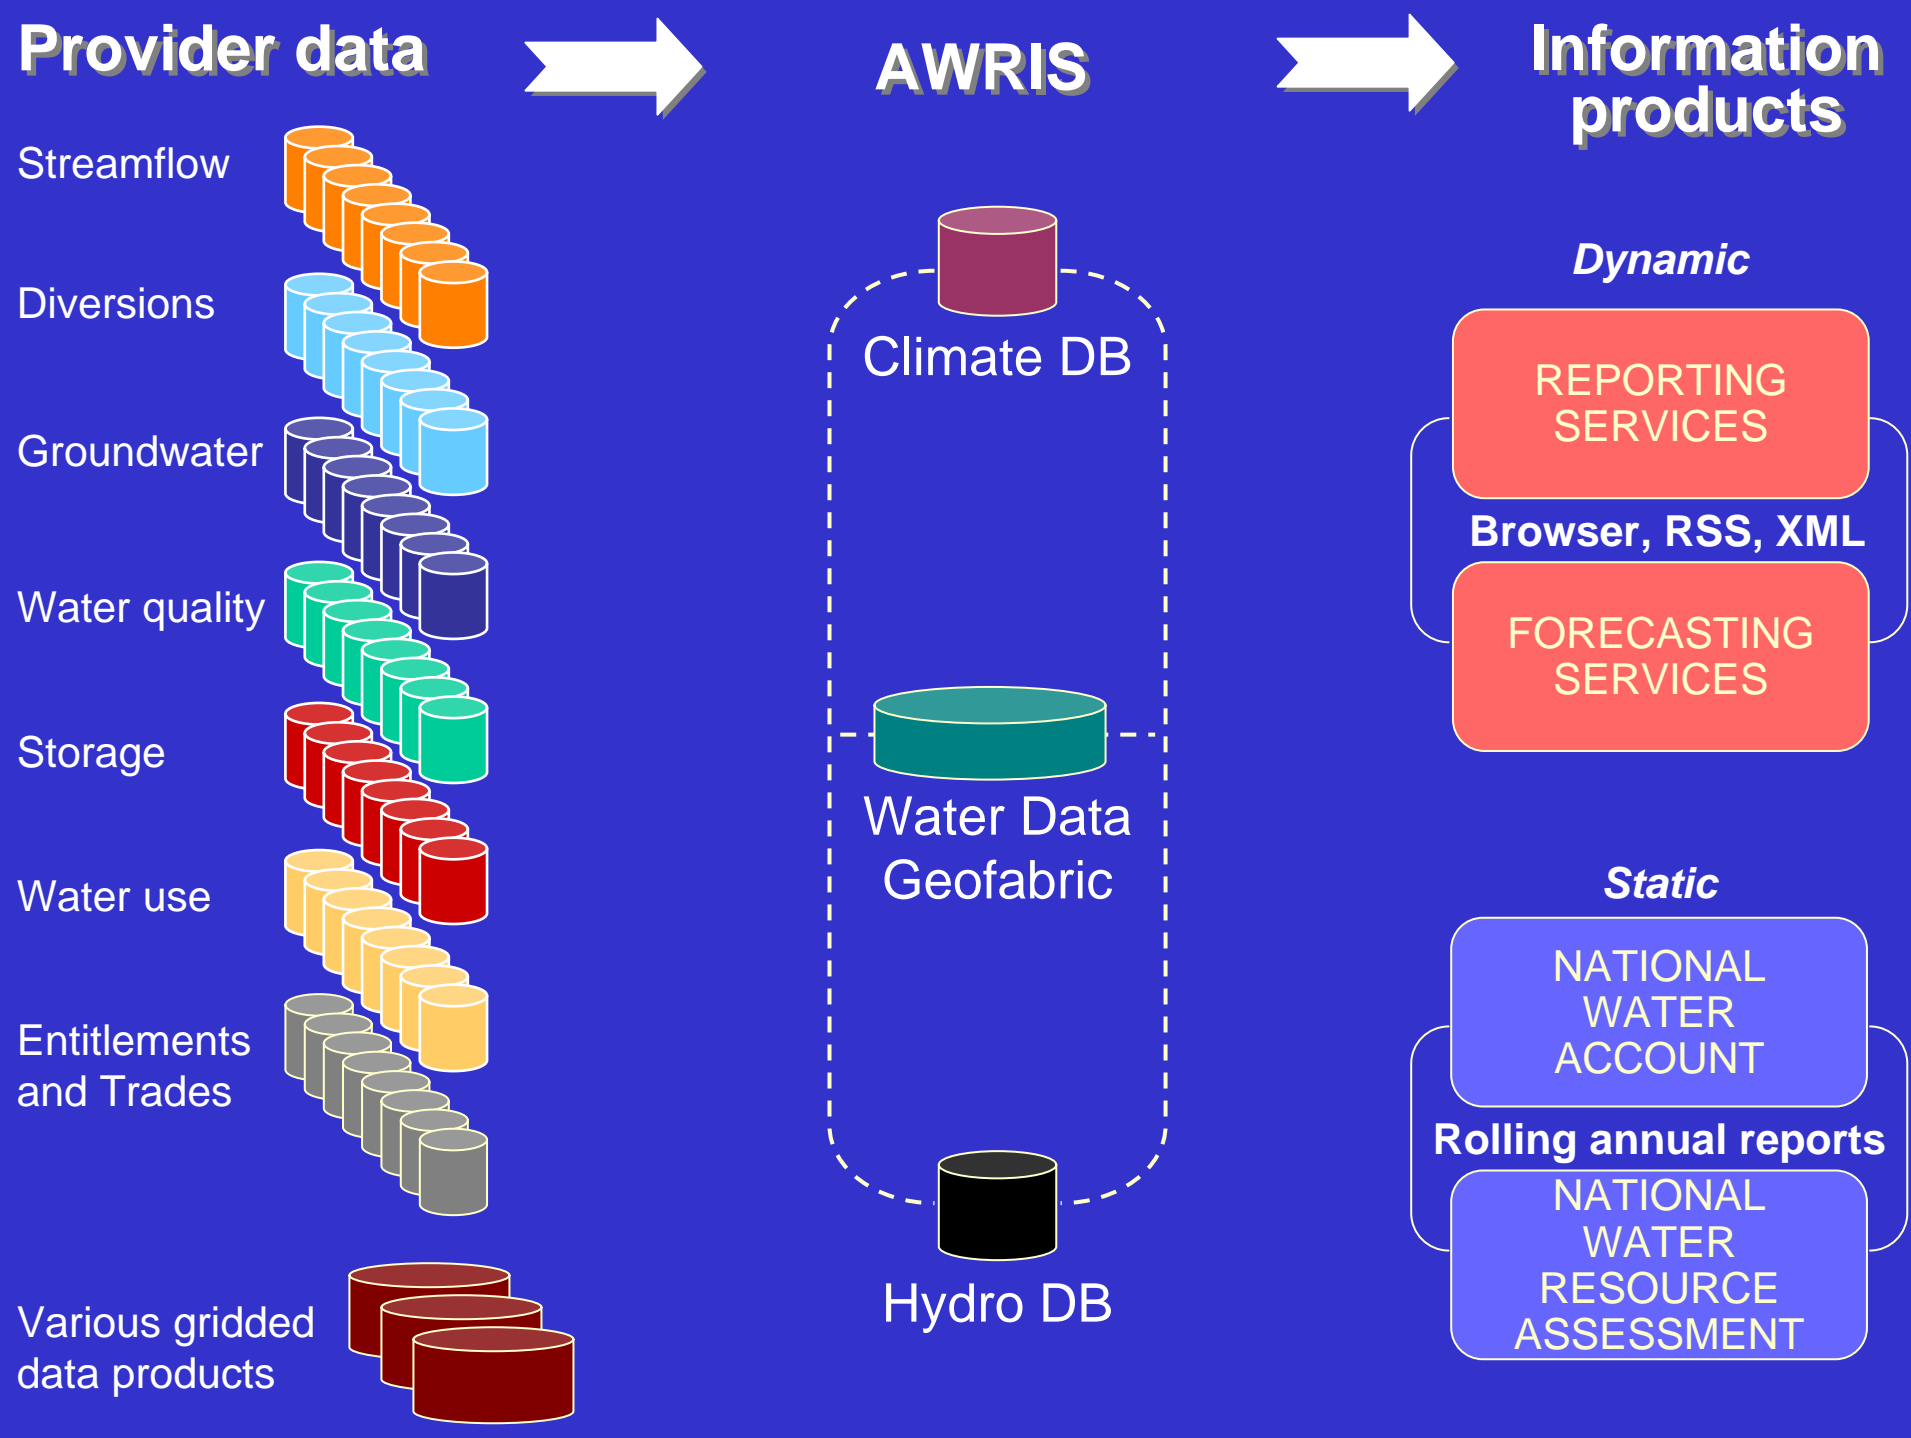 Provider data
AWRIS
Information
products
Streamflow
Diversions
Groundwater
Water quality
Storage
Water use
Entitlements
and Trades
Various gridded
data products
Climate DB
Water Data
Geofabric
Hydro DB
Dynamic
REPORTING
SERVICES
Browser, RSS, XML
FORECASTING
SERVICES
Static
NATIONAL
WATER
ACCOUNT
Rolling annual reports
NATIONAL
WATER
RESOURCE
ASSESSMENT